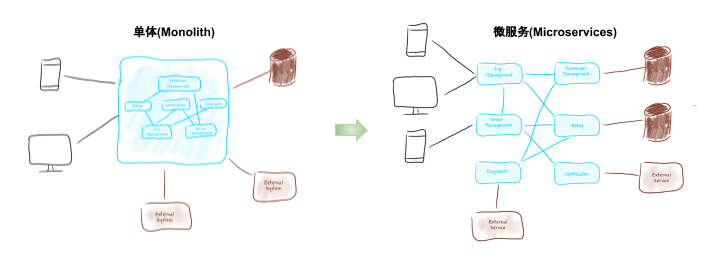 单体(Monolith)
Passenger
Management
Billing
Notification
Payments
Trip
Management
Driver
Management
External
System
External
System
微服务(Microservices)
Trip
Management
Passenger
Management
Driver
Management
Billing
Payments
Notification
External
Service
External
Service